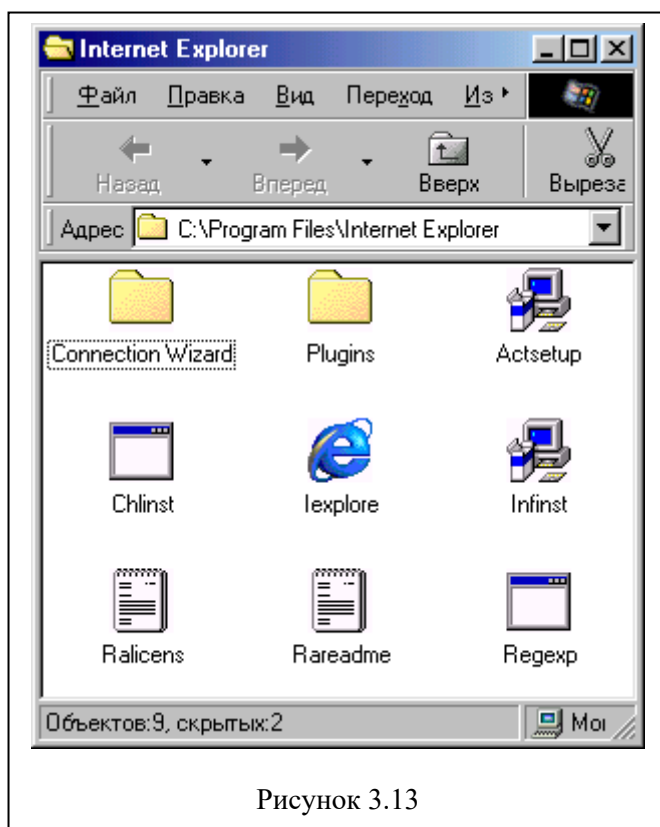 Internet Explorer
Файл Правка Вид Переход Из
Назад Вперед Вверх Выреза
Адрес C:\Program Files\Internet Explorer
Connection Wizard Plugins Actsetup
Chlinst Iexplore Infinst
Ralicens Rareadme Regexp
Объектов:9, скрытых:2 Мо
Рисунок 3.13